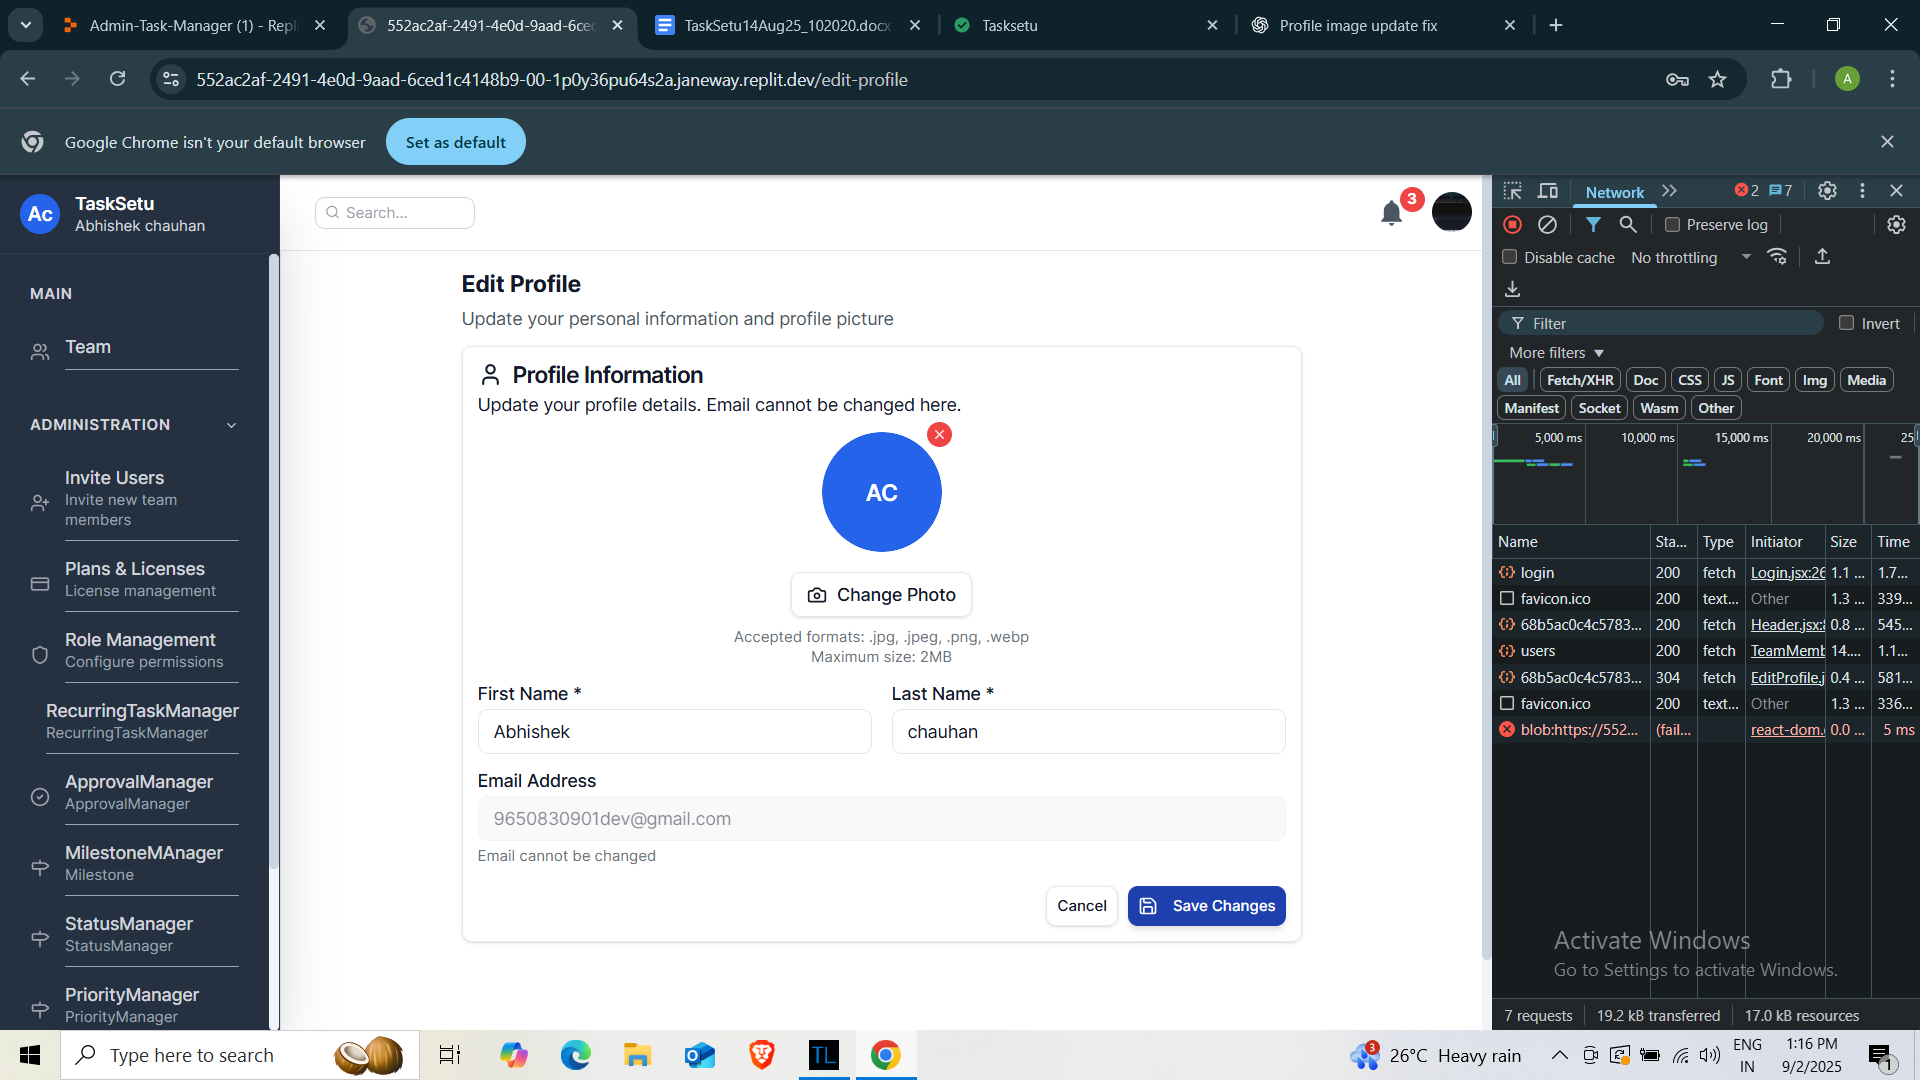 Admin-Task-Manager (1) - Repl
552ac2af-2491-4e0d-9aad-6cec
TaskSetu14Aug25_102020.docx
Tasksetu
Profile image update fix
552ac2af-2491-4e0d-9aad-6ced1c4148b9-00-1p0y36pu64s2a.janeway.replit.dev/edit-profile
A
Google Chrome isn't your default browser
Set as default
Ac
TaskSetu
Abhishek chauhan
MAIN
Team
ADMINISTRATION
Invite Users
Invite new team
members
Plans & Licenses
License management
Role Management
Configure permissions
RecurringTaskManager
RecurringTaskManager
ApprovalManager
ApprovalManager
MilestoneMAnager
Milestone
StatusManager
StatusManager
PriorityManager
PriorityManager
Search...
3
Edit Profile
Update your personal information and profile picture
Profile Information
Update your profile details. Email cannot be changed here.
AC
Change Photo
Accepted formats: .jpg, .jpeg, .png, .webp
Maximum size: 2MB
First Name *
Last Name *
Abhishek
chauhan
Email Address
9650830901dev@gmail.com
Email cannot be changed
Cancel
Save Changes
Network
2
7
Preserve log
Disable cache
No throttling
Filter
Invert
More filters
All
Fetch/XHR
Doc
CSS
JS
Font
Img
Media
Manifest
Socket
Wasm
Other
5,000 ms
10,000 ms
15,000 ms
20,000 ms
25
Name Sta... Type Initiator Size Time
login 200 fetch Login.jsx:26 1.1 ... 1.7...
favicon.ico 200 text... Other 1.3 ... 339...
68b5ac0c4c5783... 200 fetch Header.jsx:8 0.8 ... 545...
users 200 fetch TeamMemb 14.... 1.1...
68b5ac0c4c5783... 304 fetch EditProfile.j 0.4 ... 581...
favicon.ico 200 text... Other 1.3 ... 336...
blob:https://552... (fail... react-dom. 0.0 ... 5 ms
Activate Windows
Go to Settings to activate Windows.
7 requests
19.2 kB transferred
17.0 kB resources
Type here to search
TL
3
26°C Heavy rain
ENG
IN
1:16 PM
9/2/2025
1